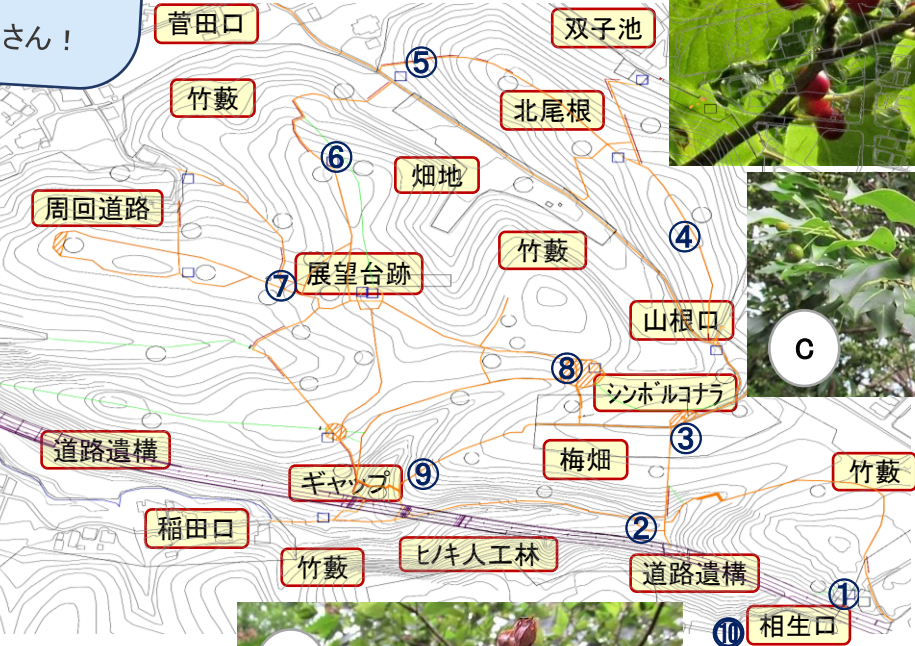 さん！
菅田口
双子池
⑤
竹藪
北尾根
⑥
畑地
周回道路
④
竹藪
⑦
展望台跡
山根口
C
⑧
シンボルコナラ
③
道路遺構
梅畑
竹藪
ギャップ
⑨
稲田口
②
竹藪
ヒノキ人工林
道路遺構
①
⑩
相生口